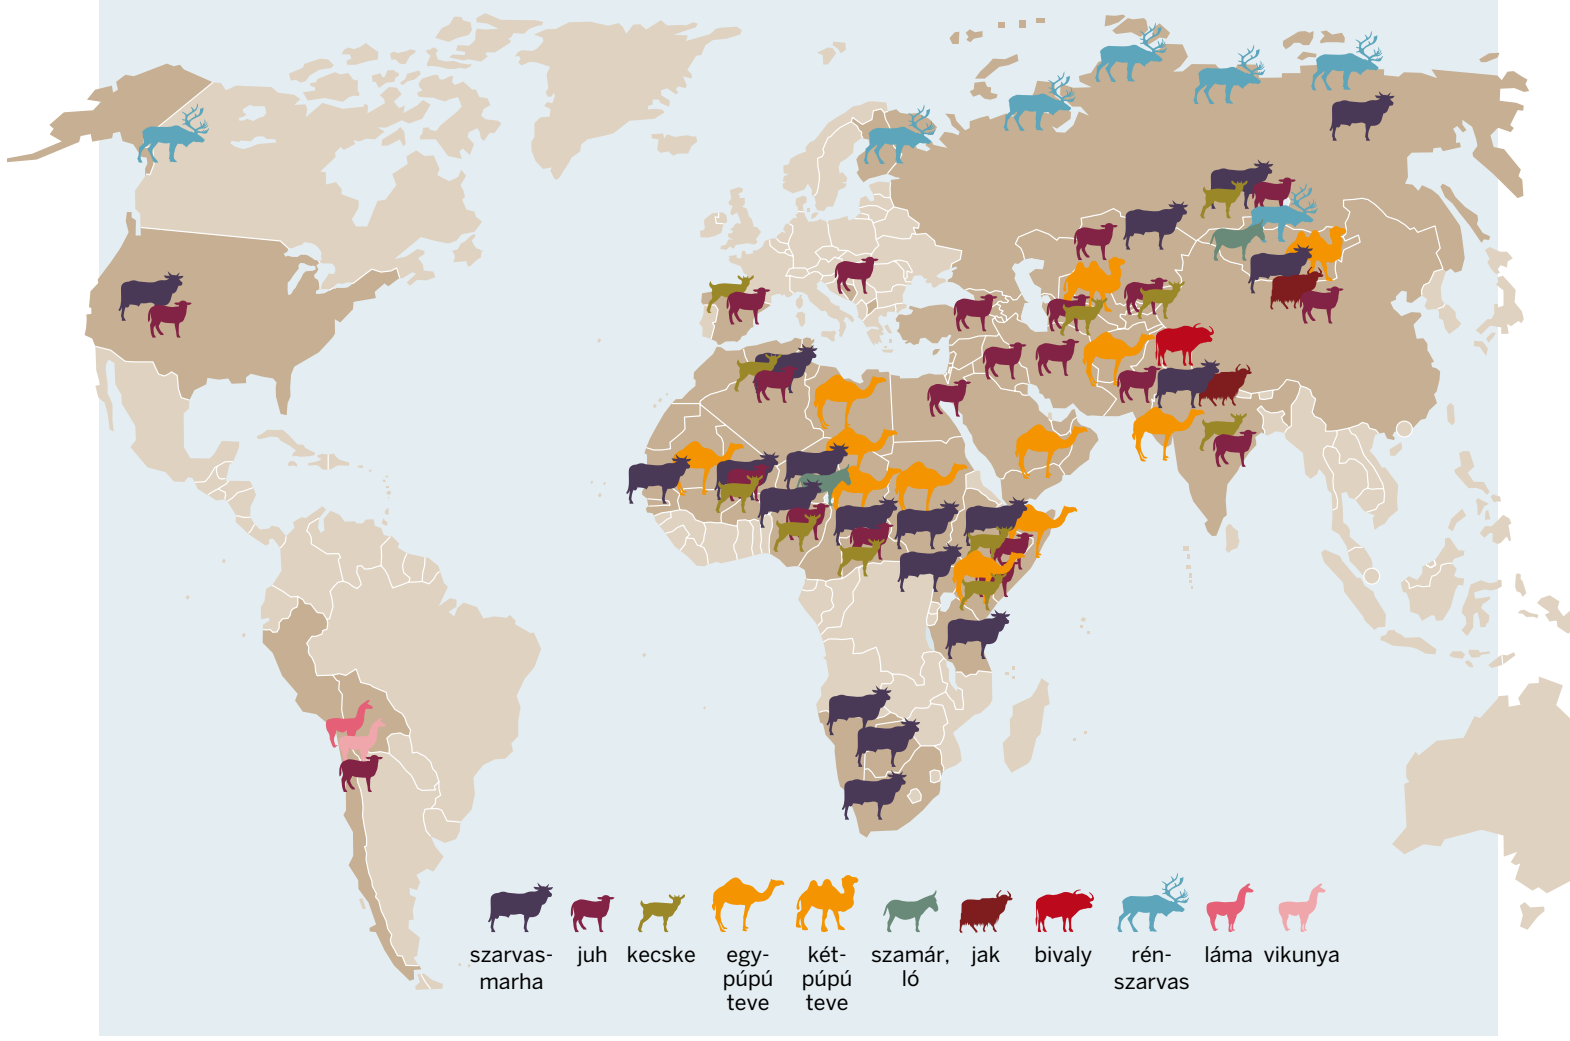 szarvas-
marha
juh
kecske
egy-
púpú
teve
két-
púpú
teve
szamár,
ló
jak
bivaly
rén-
szarvas
láma
vikunya